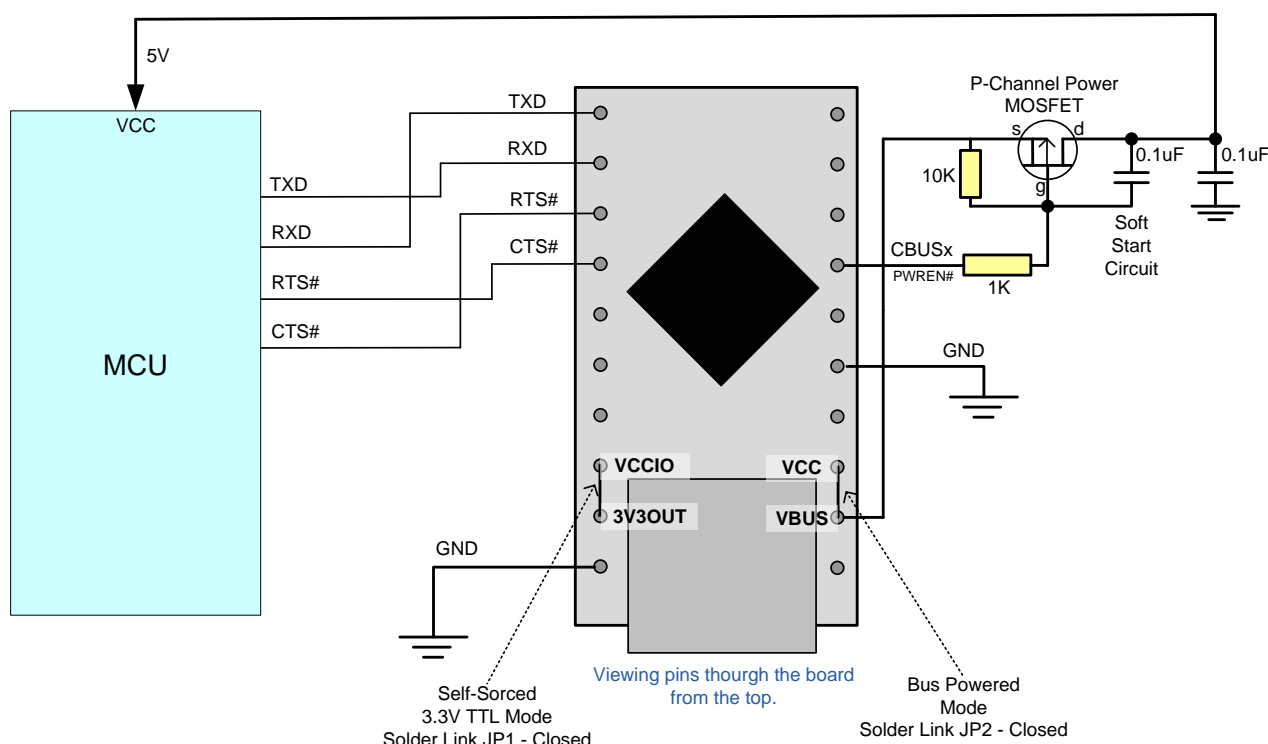 5V
VCC
TXD
RXD
RTS#
CTS#
MCU
TXD
RXD
RTS#
CTS#
P-Channel Power
MOSFET
s
d
g
10K
0.1uF
0.1uF
Soft
Start
Circuit
CBUSx
PWREN#
1K
GND
VCCIO
3V3OUT
VCC
VBUS
GND
Viewing pins thourgh the board
from the top.
Self-Sorced
3.3V TTL Mode
Solder Link JP1 - Closed
Bus Powered
Mode
Solder Link JP2 - Closed